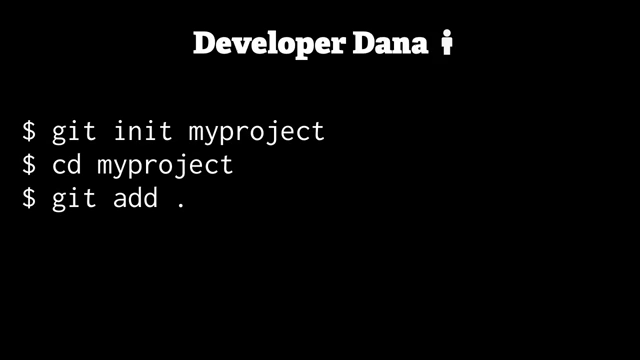 Developer Dana
$ git init myproject
$ cd myproject
$ git add .